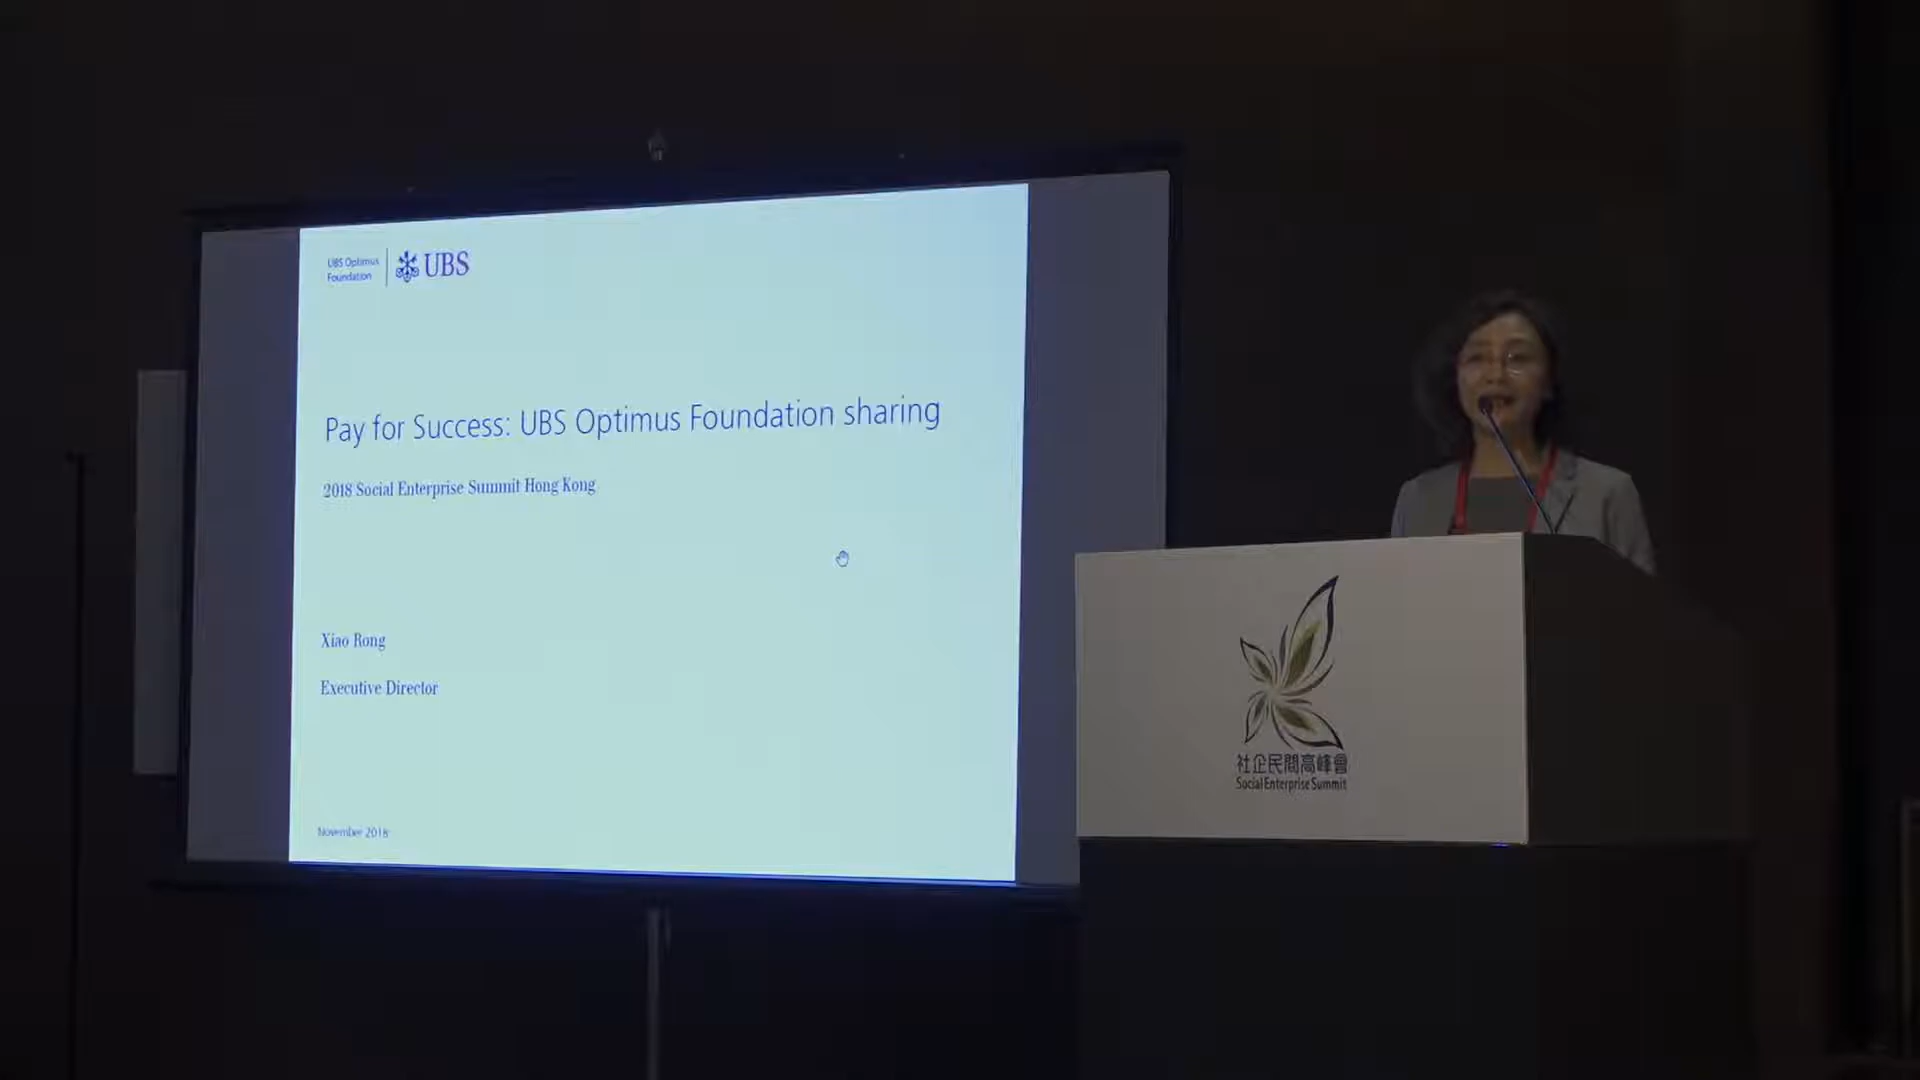 UBS Optimus
Foundation
UBS
Pay for Success: UBS Optimus Foundation sharing
2018 Social Enterprise Summit Hong Kong
Xiao Rong
Executive Director
November 2018
社企民間高峰會
Social Enterprise Summit